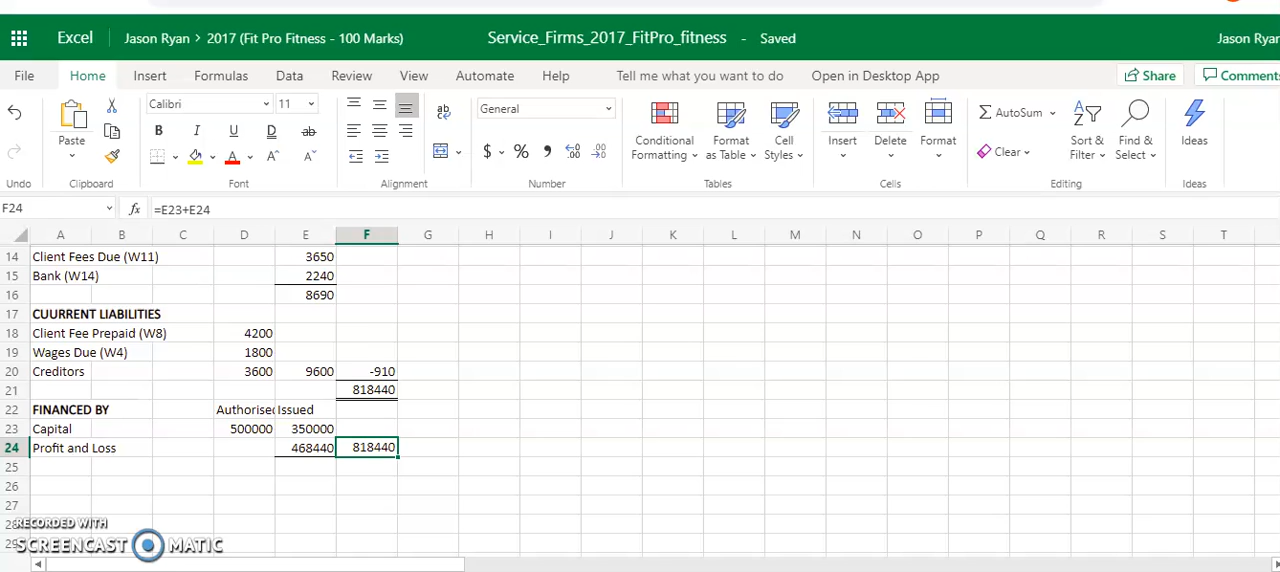 Excel
Jason Ryan > 2017 (Fit Pro Fitness - 100 Marks)
Service_Firms_2017_FitPro_fitness - Saved
Jason Ryan
File Home Insert Formulas Data Review View Automate Help Tell me what you want to do Open in Desktop App Share Comments
Calibri 11 General AutoSum
Paste B I U D ab Conditional Formatting Format as Table Cell Styles Insert Delete Format Clear Sort & Filter Find & Select Ideas
$ % , .00 A A
Undo Clipboard Font Alignment Number Tables Cells Editing Ideas
F24 fx =E23+E24
A B C D E F G H I J K L M N O P Q R S T
14 Client Fees Due (W11) 3650
15 Bank (W14) 2240
16 8690
17 CUURRENT LIABILITIES
18 Client Fee Prepaid (W8) 4200
19 Wages Due (W4) 1800
20 Creditors 3600 9600 -910
21 818440
22 FINANCED BY Authorised Issued
23 Capital 500000 350000
24 Profit and Loss 468440 818440
25
26
27
28
RECORDED WITH
29
SCREENCAST MATIC